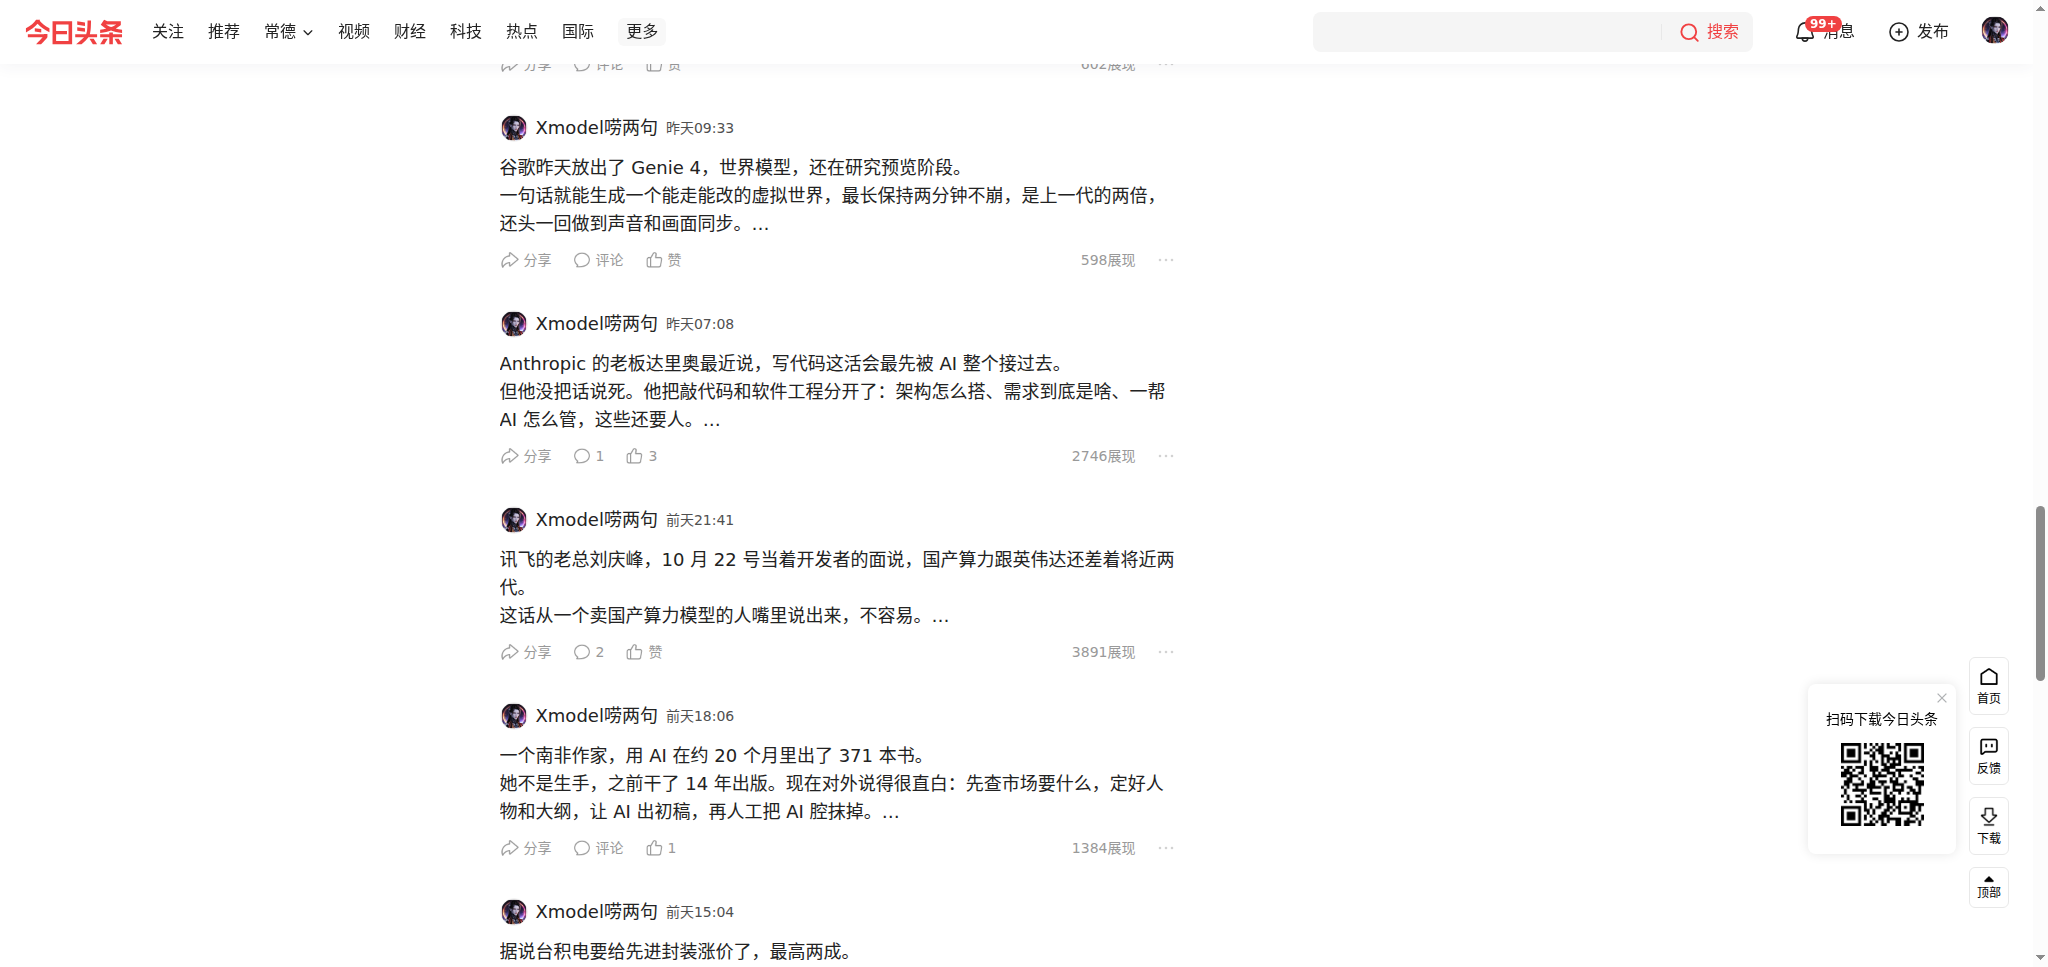 今日头条
关注 推荐 常德 视频 财经 科技 热点 国际 更多
搜索
99+
消息
发布
分享 评论 赞 602展现
Xmodel唠两句 昨天09:33
谷歌昨天放出了 Genie 4，世界模型，还在研究预览阶段。
一句话就能生成一个能走能改的虚拟世界，最长保持两分钟不崩，是上一代的两倍，
还头一回做到声音和画面同步。...
分享 评论 赞 598展现
Xmodel唠两句 昨天07:08
Anthropic 的老板达里奥最近说，写代码这活会最先被 AI 整个接过去。
但他没把话说死。他把敲代码和软件工程分开了：架构怎么搭、需求到底是啥、一帮
AI 怎么管，这些还要人。...
分享 1 3 2746展现
Xmodel唠两句 前天21:41
讯飞的老总刘庆峰，10 月 22 号当着开发者的面说，国产算力跟英伟达还差着将近两
代。
这话从一个卖国产算力模型的人嘴里说出来，不容易。...
分享 2 赞 3891展现
Xmodel唠两句 前天18:06
一个南非作家，用 AI 在约 20 个月里出了 371 本书。
她不是生手，之前干了 14 年出版。现在对外说得很直白：先查市场要什么，定好人
物和大纲，让 AI 出初稿，再人工把 AI 腔抹掉。...
分享 评论 1 1384展现
Xmodel唠两句 前天15:04
据说台积电要给先进封装涨价了，最高两成。
扫码下载今日头条
首页
反馈
下载
顶部